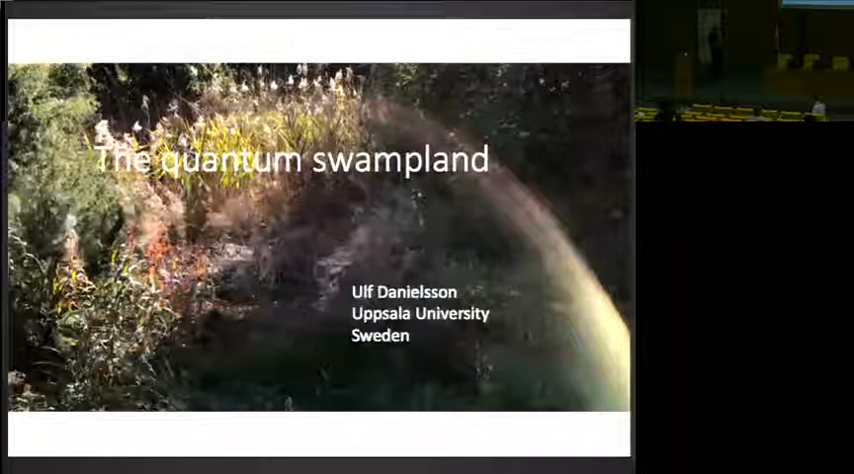 The quantum swampland
Ulf Danielsson
Uppsala University
Sweden